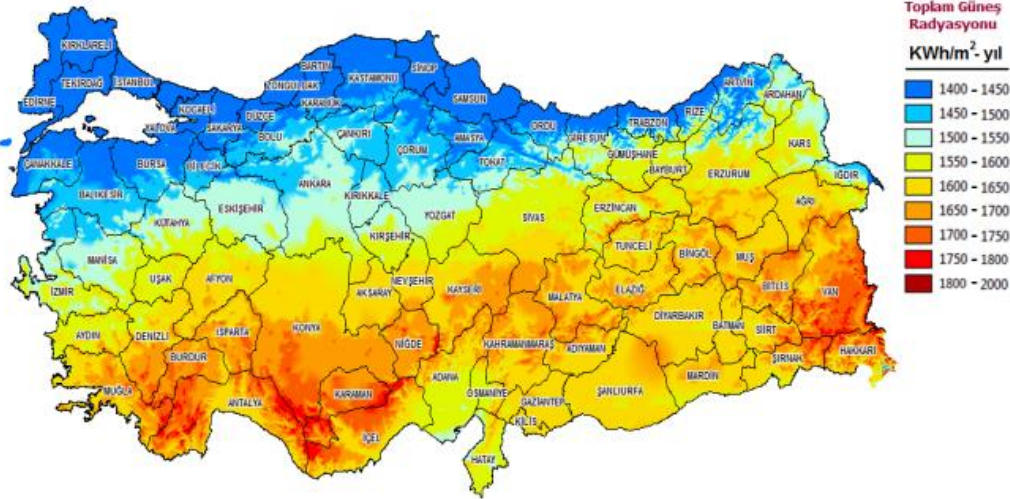 Toplam Güneş
Radyasyonu
KWh/m²- yıl
1400 - 1450
1450 - 1500
1500 - 1550
1550 - 1600
1600 - 1650
1650 - 1700
1700 - 1750
1750 - 1800
1800 - 2000
KIRKLARELİ
TEKİRDAĞ
İSTANBUL
EDİRNE
KOCAELİ
YALOVA
SAKARYA
DÜZCE
BOLU
ZONGULDAK
BARTIN
KARABÜK
KASTAMONU
SİNOP
SAMSUN
ÇANKIRI
ÇORUM
AMASYA
TOKAT
ORDU
GİRESUN
TRABZON
RİZE
ARTVİN
ARDAHAN
KARS
GÜMÜŞHANE
BAYBURT
ERZURUM
IĞDIR
AĞRI
ÇANAKKALE
BURSA
BİLECİK
BALIKESİR
KÜTAHYA
ESKİŞEHİR
ANKARA
KIRIKKALE
YOZGAT
KIRŞEHİR
SIVAS
ERZİNCAN
TUNCELİ
BİNGÖL
MUŞ
BİTLİS
VAN
MANİSA
İZMİR
UŞAK
AFYON
AKSARAY
NEVŞEHİR
KAYSERİ
MALATYA
ELAZIĞ
DİYARBAKIR
BATMAN
SİİRT
ŞIRNAK
HAKKARİ
AYDIN
DENİZLİ
ISPARTA
BURDUR
KONYA
NİĞDE
KAHRAMANMARAŞ
ADIYAMAN
MARDİN
ŞANLIURFA
GAZİANTEP
KİLİS
OSMANİYE
ADANA
KARAMAN
İÇEL
ANTALYA
MUĞLA
HATAY